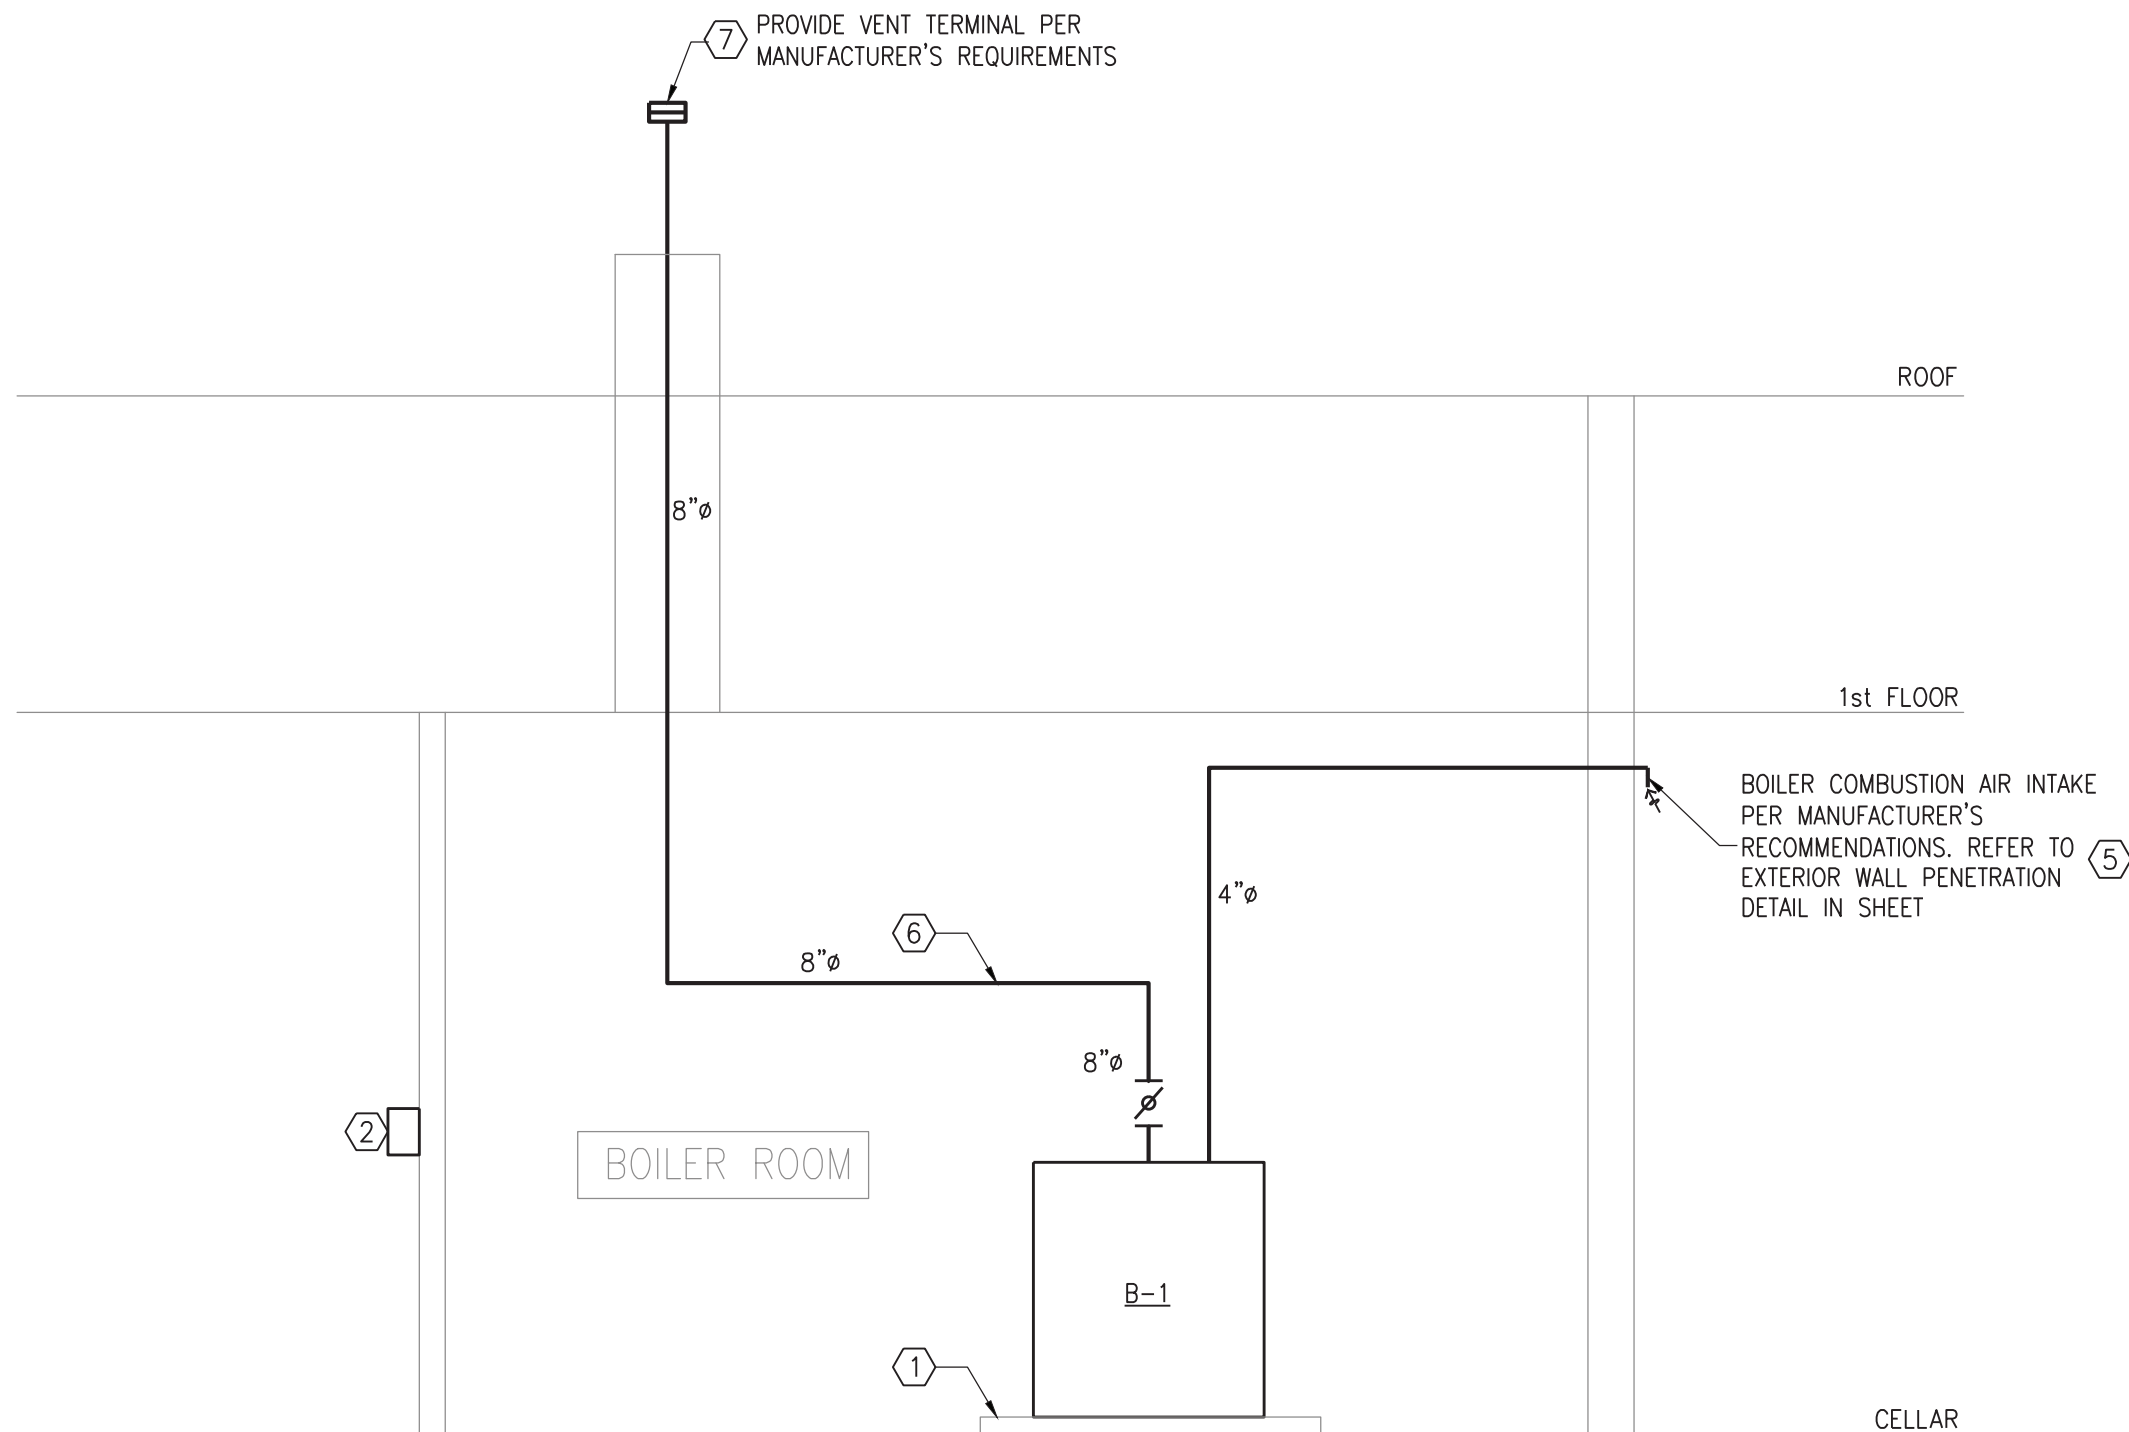 7
PROVIDE VENT TERMINAL PER
MANUFACTURER'S REQUIREMENTS
ROOF
8"ø
1st FLOOR
BOILER COMBUSTION AIR INTAKE
PER MANUFACTURER'S
RECOMMENDATIONS. REFER TO
EXTERIOR WALL PENETRATION
DETAIL IN SHEET
5
4"ø
6
8"ø
8"ø
2
BOILER ROOM
B-1
1
CELLAR